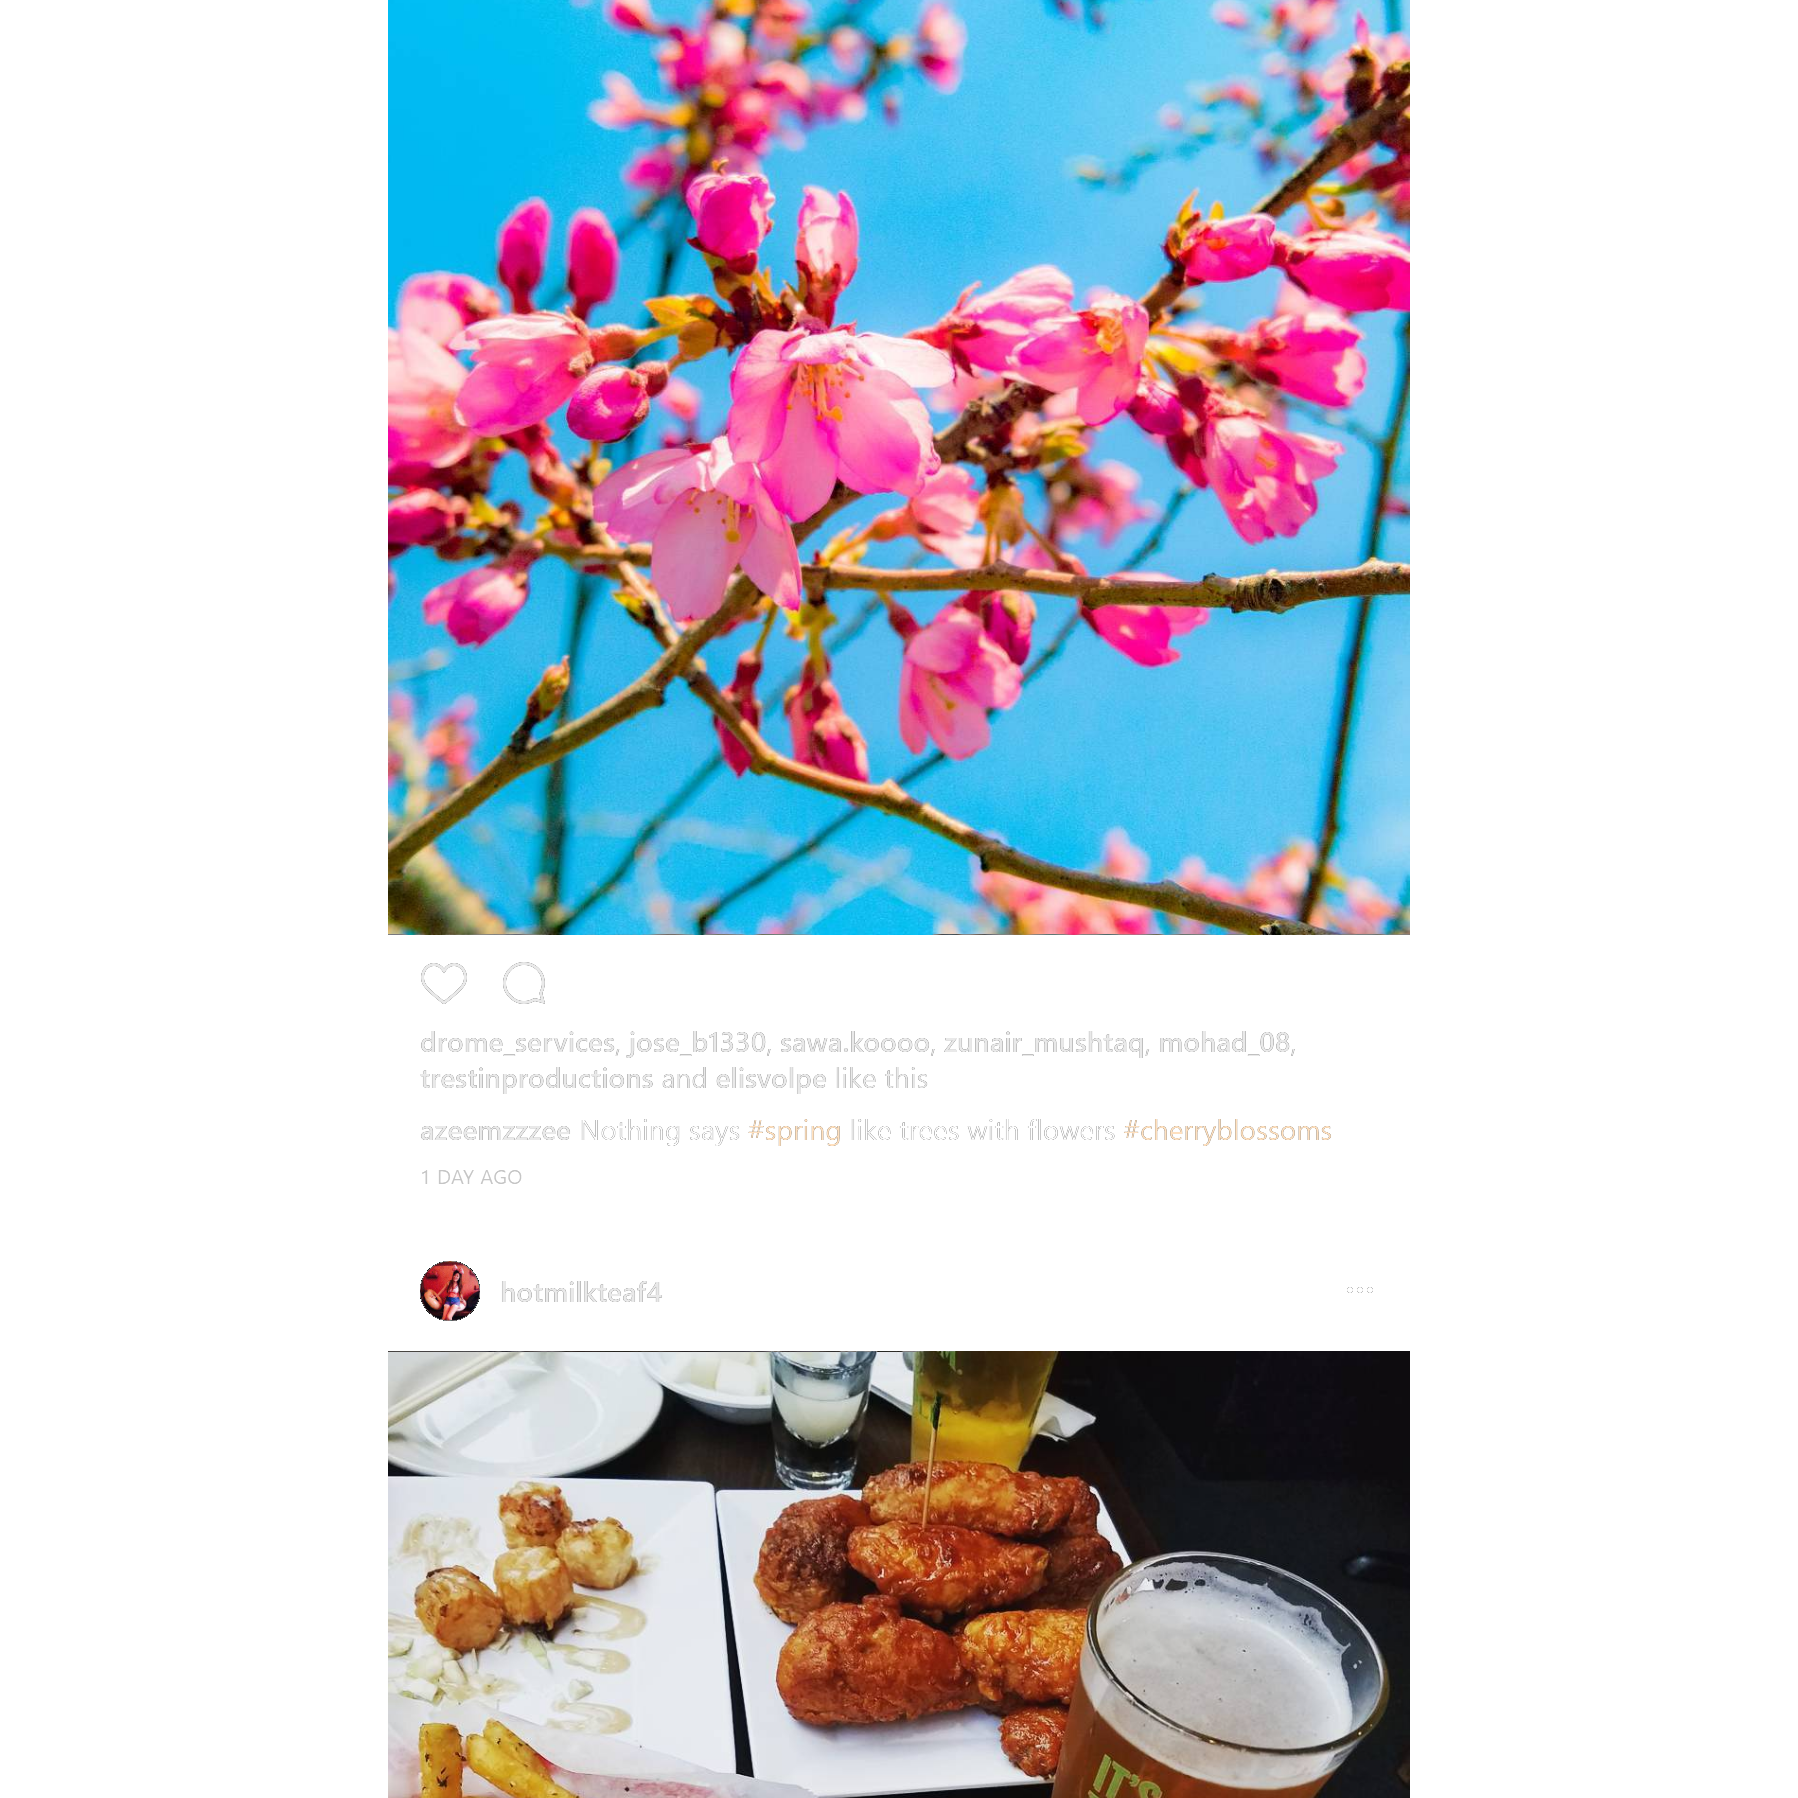 drome_services, jose_b1330, sawa.koooo, zunair_mushtaq, mohad_08,
trestinproductions and elisvolpe like this
azeemzzzee Nothing says #spring like trees with flowers #cherryblossoms
1 DAY AGO
hotmilkteaf4
IT'S